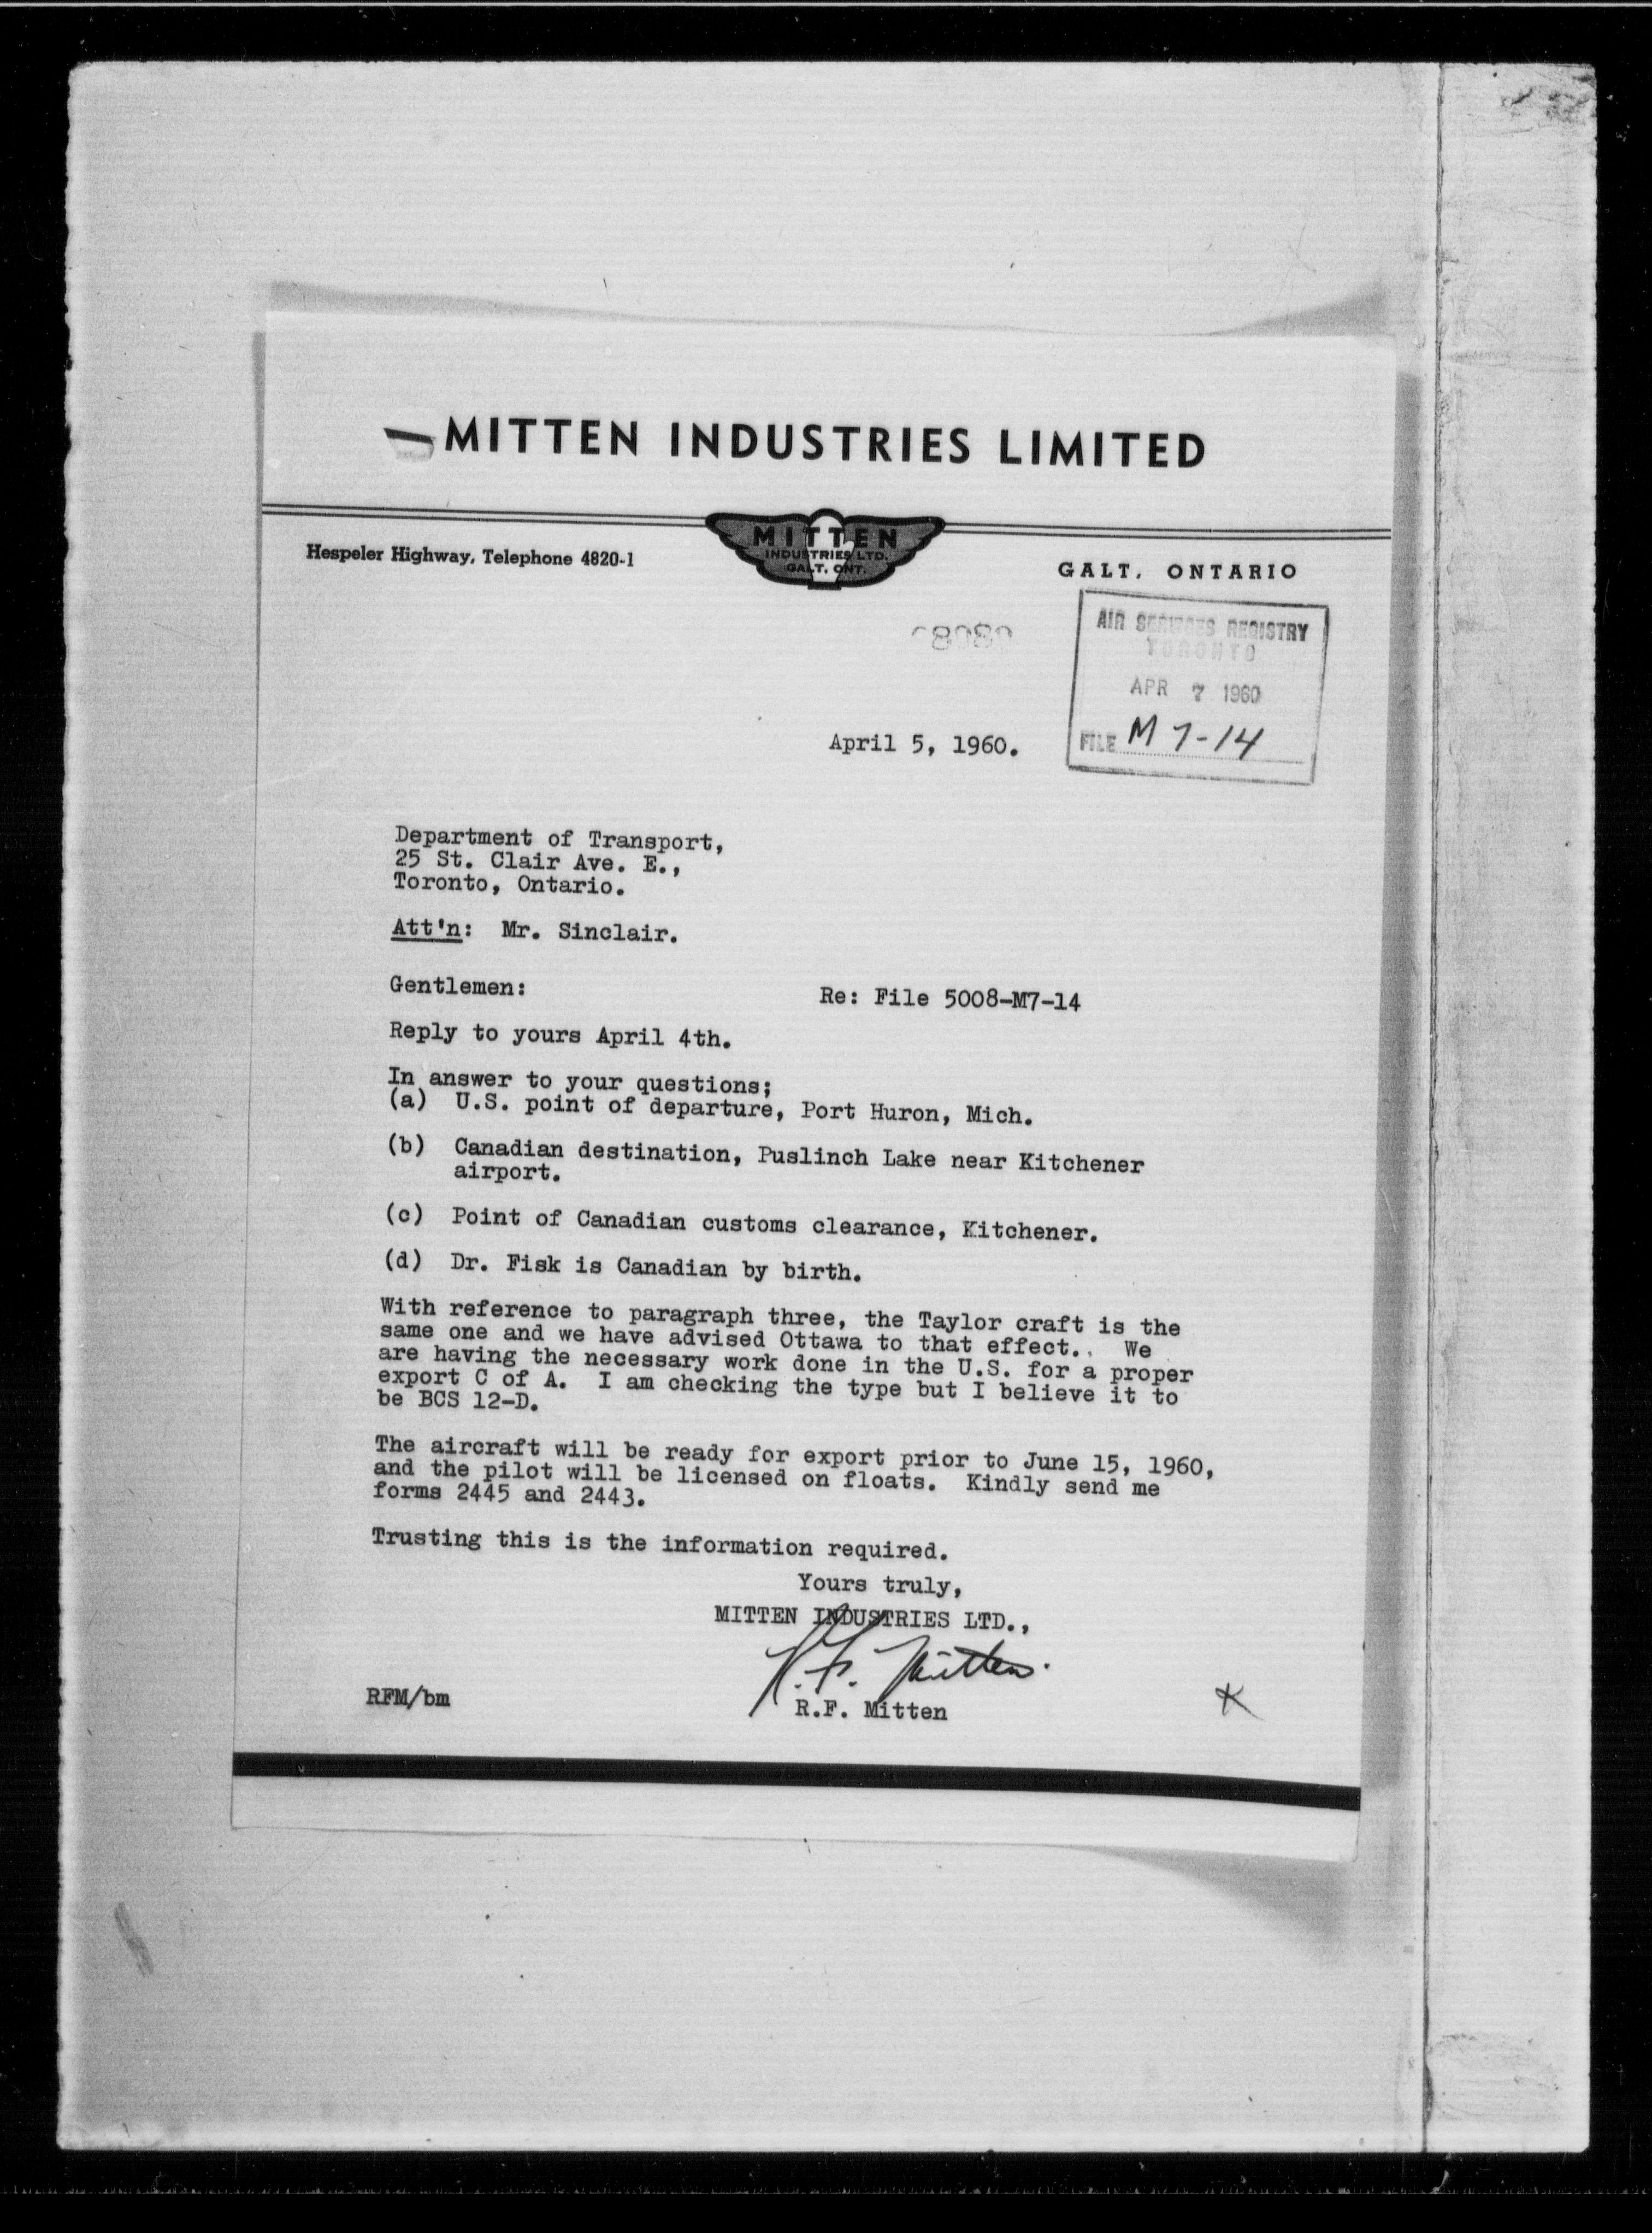 MITTEN INDUSTRIES LIMITED
MITTEN
INDUSTRIES LTD.
GALT, ONT.
Hespeler Highway, Telephone 4820-1
GALT, ONTARIO
AIR SERVICES REGISTRY
TORONTO
APR 7 1960
FILE M 7-14
April 5, 1960.
Department of Transport,
25 St. Clair Ave. E.,
Toronto, Ontario.
Att'n: Mr. Sinclair.
Gentlemen:
Re: File 5008-M7-14
Reply to yours April 4th.
In answer to your questions;
(a) U.S. point of departure, Port Huron, Mich.
(b) Canadian destination, Puslinch Lake near Kitchener
airport.
(c) Point of Canadian customs clearance, Kitchener.
(d) Dr. Fisk is Canadian by birth.
With reference to paragraph three, the Taylor craft is the
same one and we have advised Ottawa to that effect.. We
are having the necessary work done in the U.S. for a proper
export C of A. I am checking the type but I believe it to
be BCS 12-D.
The aircraft will be ready for export prior to June 15, 1960,
and the pilot will be licensed on floats. Kindly send me
forms 2445 and 2443.
Trusting this is the information required.
Yours truly,
MITTEN INDUSTRIES LTD.,
R.F. Mitten.
R.F. Mitten
RFM/bm